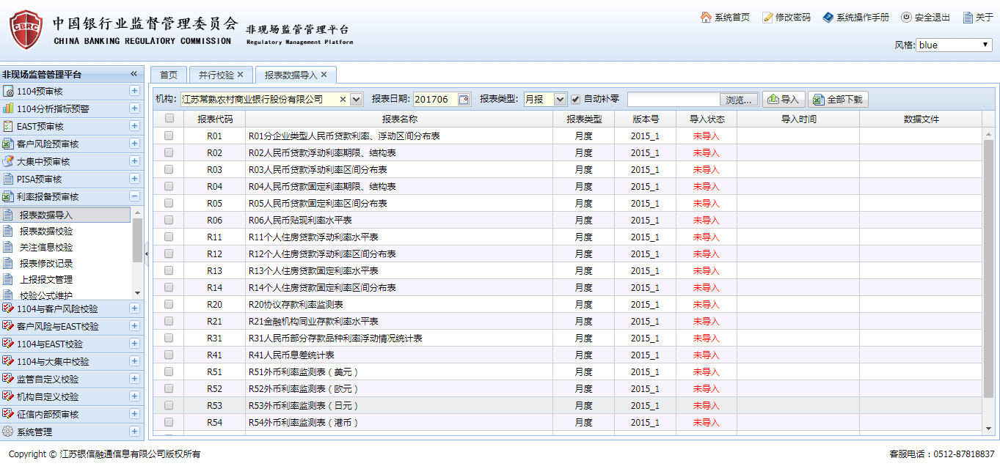 中国银行业监督管理委员会
CHINA BANKING REGULATORY COMMISSION
CBRC
非现场监管管理平台
Regulatory Management Platform
系统首页 修改密码 系统操作手册 安全退出 关于
风格: blue
非现场监管管理平台
1104预审核
1104分析指标预警
EAST预审核
客户风险预审核
大集中预审核
PISA预审核
利率报备预审核
报表数据导入
报表数据校验
关注信息校验
报表修改记录
上报报文管理
校验公式维护
1104与客户风险校验
客户风险与EAST校验
1104与EAST校验
1104与大集中校验
监管自定义校验
机构自定义校验
征信内部预审核
系统管理
首页 并行校验 报表数据导入
机构: 江苏常熟农村商业银行股份有限公司 报表日期: 201706 报表类型: 月报 自动补零 浏览... 导入 全部下载
报表代码 报表名称 报表类型 版本号 导入状态 导入时间 数据文件
R01 R01分企业类型人民币贷款利率、浮动区间分布表 月度 2015_1 未导入
R02 R02人民币贷款浮动利率期限、结构表 月度 2015_1 未导入
R03 R03人民币贷款浮动利率区间分布表 月度 2015_1 未导入
R04 R04人民币贷款固定利率期限、结构表 月度 2015_1 未导入
R05 R05人民币贷款固定利率区间分布表 月度 2015_1 未导入
R06 R06人民币贴现利率水平表 月度 2015_1 未导入
R11 R11个人住房贷款浮动利率水平表 月度 2015_1 未导入
R12 R12个人住房贷款浮动利率区间分布表 月度 2015_1 未导入
R13 R13个人住房贷款固定利率水平表 月度 2015_1 未导入
R14 R14个人住房贷款固定利率区间分布表 月度 2015_1 未导入
R20 R20协议存款利率监测表 月度 2015_1 未导入
R21 R21金融机构同业存款利率水平表 月度 2015_1 未导入
R31 R31人民币部分存款品种利率浮动情况统计表 月度 2015_1 未导入
R41 R41人民币息差统计表 月度 2015_1 未导入
R51 R51外币利率监测表（美元） 月度 2015_1 未导入
R52 R52外币利率监测表（欧元） 月度 2015_1 未导入
R53 R53外币利率监测表（日元） 月度 2015_1 未导入
R54 R54外币利率监测表（港币） 月度 2015_1 未导入
Copyright © 江苏银信融通信息有限公司版权所有
客服电话：0512-87818837